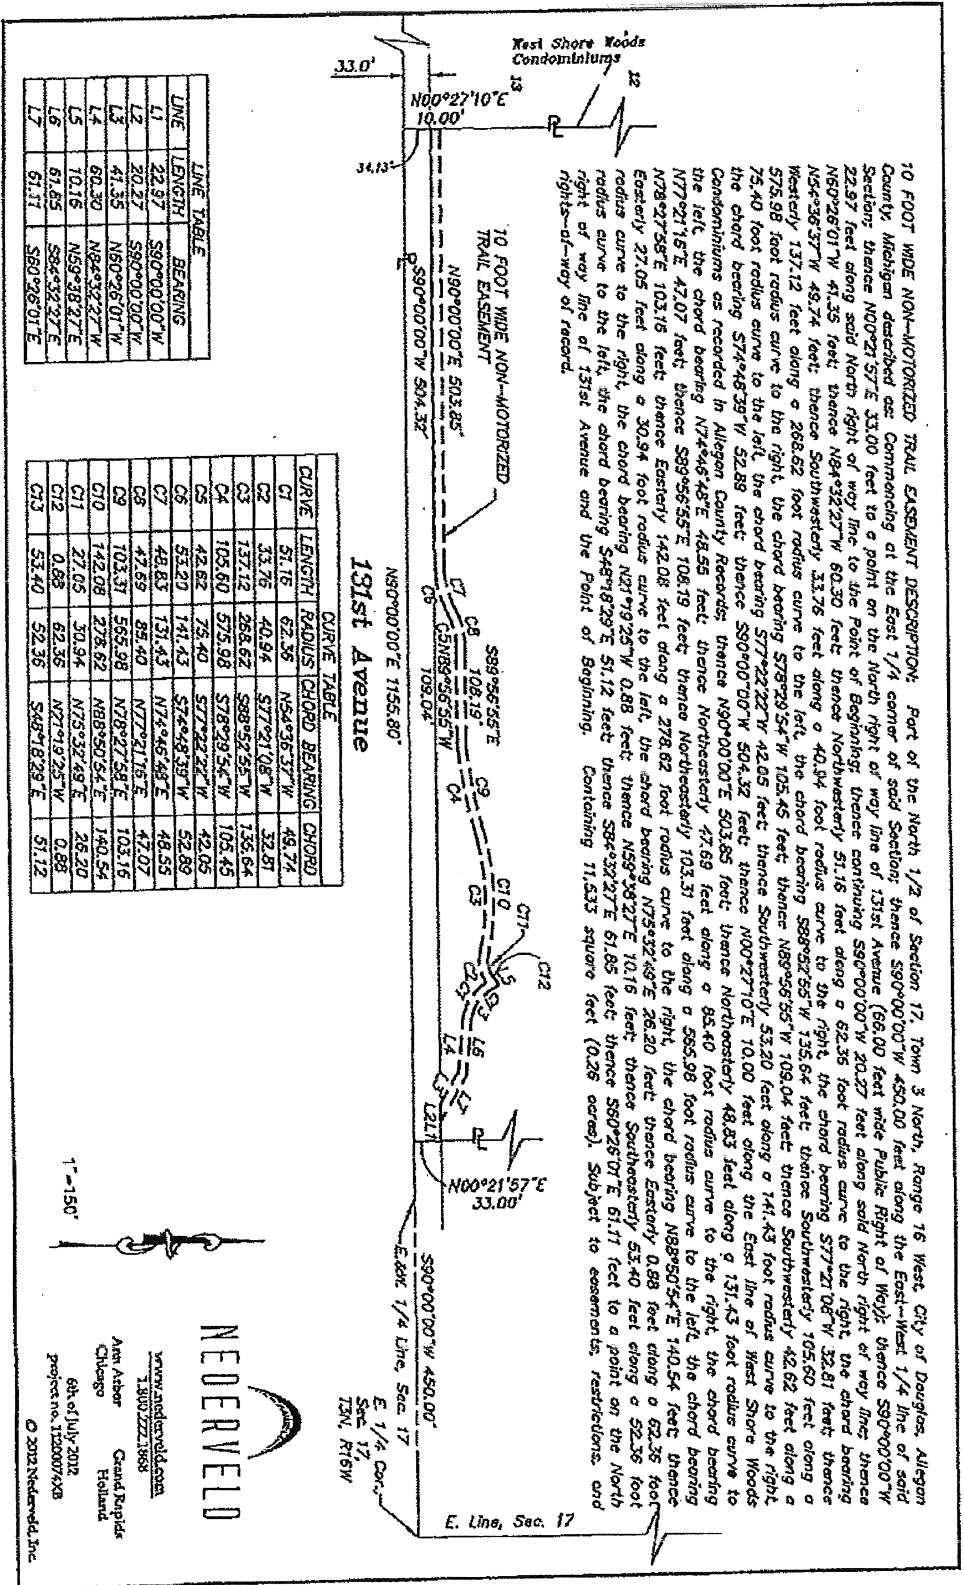 10 FOOT WIDE NON-MOTORIZED TRAIL EASEMENT DESCRIPTION: Part of the North 1/2 of Section 17, Town 3 North, Range 16 West, City of Douglas, Allegan
County, Michigan described as: Commencing at the East 1/4 corner of said Section; thence S90°00'00"W 450.00 feet along the East-West 1/4 line of said
Section; thence N00°21'57"E 33.00 feet to a point on the North right of way line of 131st Avenue (66.00 feet wide Public Right of Way); thence S90°00'00"W
22.97 feet along said North right of way line to the Point of Beginning; thence continuing S90°00'00"W 20.27 feet along said North right of way line; thence
N60°26'01"W 41.35 feet; thence N84°32'27"W 60.30 feet; thence Northwesterly 51.16 feet along a 62.36 foot radius curve to the right, the chord bearing
N54°36'37"W 49.74 feet; thence Southwesterly 33.76 feet along a 40.94 foot radius curve to the left, the chord bearing S77°21'08"W 32.81 feet; thence
Westerly 137.12 feet along a 268.62 foot radius curve to the right, the chord bearing S88°52'55"W 135.64 feet; thence Southwesterly 105.60 feet along a
575.98 foot radius curve to the right, the chord bearing S78°29'54"W 105.45 feet; thence Southwesterly 42.62 feet along a
75.40 foot radius curve to the left, the chord bearing S77°22'22"W 42.06 feet; thence Southwesterly 53.20 feet along a 141.43 foot radius curve to the right,
the chord bearing S74°48'39"W 52.89 feet; thence S90°00'00"W 504.32 feet; thence N00°27'10"E 10.00 feet along the East line of West Shore Woods
Condominiums as recorded in Allegan County Records; thence N90°00'00"E 503.85 feet; thence Northeasterly 48.83 feet along a 131.43 foot radius curve to
the left, the chord bearing N74°46'48"E 48.55 feet; thence Northeasterly 47.69 feet along a 85.40 foot radius curve to the right, the chord bearing
N77°21'15"E 47.07 feet; thence S89°56'55"E 108.19 feet; thence Northeasterly 103.31 feet along a 565.98 foot radius curve to the left, the chord bearing
N78°27'58"E 103.16 feet; thence Easterly 142.08 feet along a 278.62 foot radius curve to the right, the chord bearing N88°50'54"E 140.54 feet; thence
Easterly 27.05 feet along a 30.94 foot radius curve to the left, the chord bearing N75°32'49"E 26.20 feet; thence Easterly 0.88 feet along a 62.36 foot
radius curve to the right, the chord bearing N21°19'26"W 0.88 feet; thence N59°38'27"E 10.16 feet; thence Southeasterly 53.40 feet along a 52.36 foot
radius curve to the left, the chord bearing S48°18'29"E 51.12 feet; thence S84°32'27"E 61.85 feet; thence S60°26'01"E 61.11 feet to a point on the North
right of way line of 131st Avenue and the Point of Beginning. Containing 11,533 square feet (0.26 acres). Subject to easements, restrictions, and
rights-of-way of record.
West Shore Woods
Condominiums
12
13
PL
33.0'
N00°27'10"E
10.00'
34.13'
10 FOOT WIDE NON-MOTORIZED
TRAIL EASEMENT
N90°00'00"E 503.85'
S90°00'00"W 504.32'
C7
C8
S89°56'55"E
108.19'
C9
C10
C11
C12
L5
C13
L6
L7
C6
C5
N89°56'55"W
109.04'
C4
C3
C2
C1
L4
L3
L2
L1
PL
N00°21'57"E
33.00'
N90°00'00"E 1155.80'
131st Avenue
S90°00'00"W 450.00'
E.&W. 1/4 Line, Sec. 17
E. 1/4 Cor.,
Sec. 17,
T3N, R16W
E. Line, Sec. 17
LINE TABLE
LINE LENGTH BEARING
L1 22.97 S90°00'00"W
L2 20.27 S90°00'00"W
L3 41.35 N60°26'01"W
L4 60.30 N84°32'27"W
L5 10.16 N59°38'27"E
L6 61.85 S84°32'27"E
L7 61.11 S60°26'01"E
CURVE TABLE
CURVE LENGTH RADIUS CHORD BEARING CHORD
C1 51.16 62.36 N54°36'37"W 49.74
C2 33.76 40.94 S77°21'08"W 32.81
C3 137.12 268.62 S88°52'55"W 135.64
C4 105.60 575.98 S78°29'54"W 105.45
C5 42.62 75.40 S77°22'22"W 42.06
C6 53.20 141.43 S74°48'39"W 52.89
C7 48.83 131.43 N74°46'48"E 48.55
C8 47.69 85.40 N77°21'15"E 47.07
C9 103.31 565.98 N78°27'58"E 103.16
C10 142.08 278.62 N88°50'54"E 140.54
C11 27.05 30.94 N75°32'49"E 26.20
C12 0.88 62.36 N21°19'25"W 0.88
C13 53.40 52.36 S48°18'29"E 51.12
1"=150'
NEDERVELD
www.nederveld.com
1.800.222.1868
Ann Arbor Grand Rapids
Chicago Holland
6th of July 2012
project no. 11200074XB
© 2012 Nederveld, Inc.